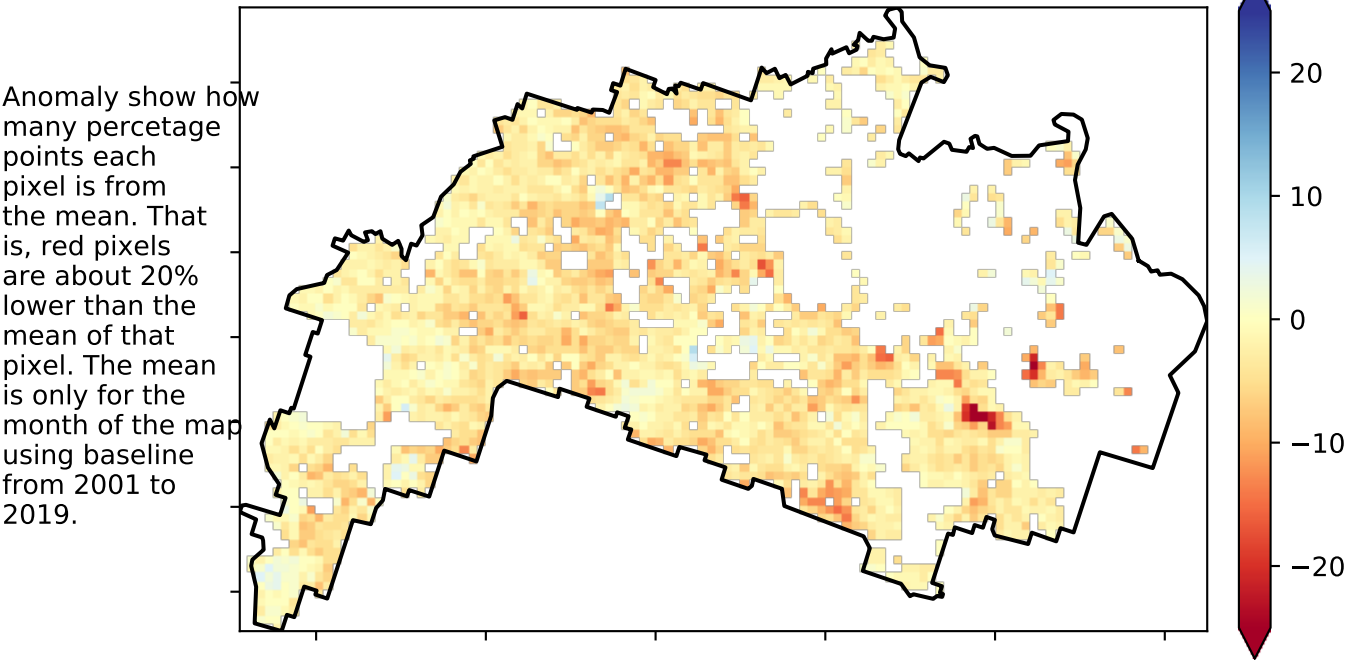 Anomaly show how
many percetage
points each
pixel is from
the mean. That
is, red pixels
are about 20%
lower than the
mean of that
pixel. The mean
is only for the
month of the map
using baseline
from 2001 to
2019.
20
10
0
−10
−20